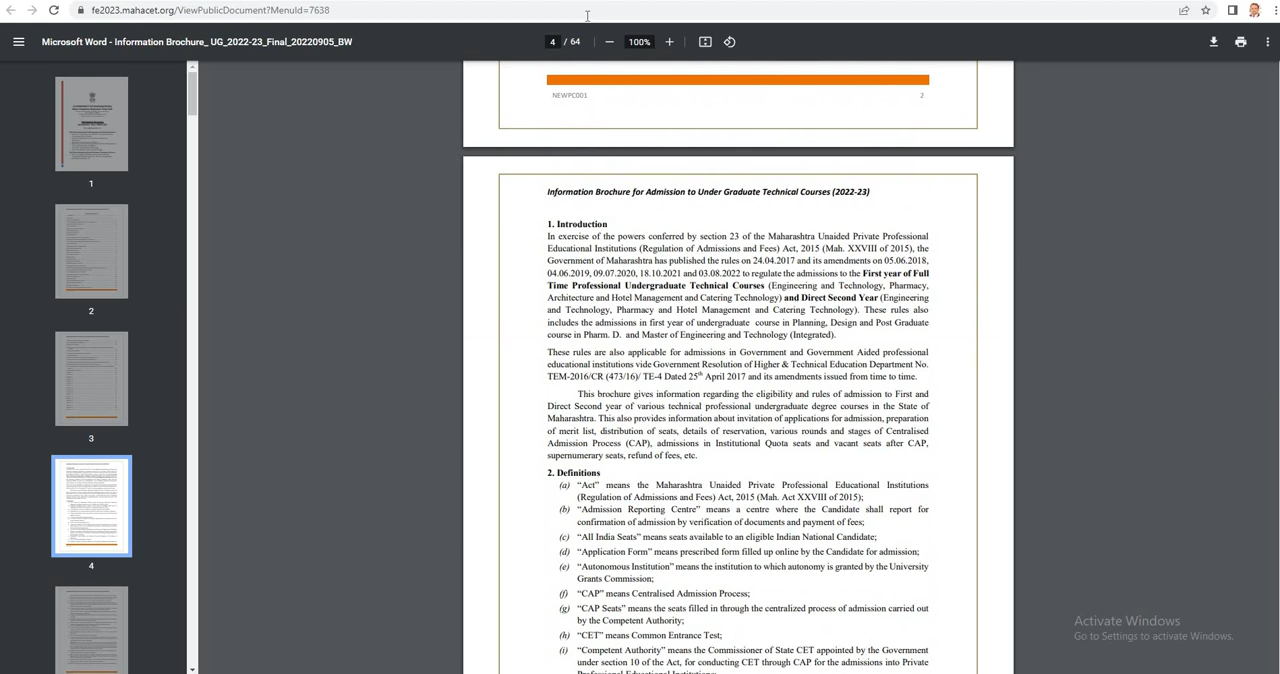 fe2023.mahacet.org/ViewPublicDocument?MenuId=7638
Microsoft Word - Information Brochure_ UG_2022-23_Final_20220905_BW
4 / 64
100%
1
2
3
4
NEWPC001 2
Information Brochure for Admission to Under Graduate Technical Courses (2022-23)
1. Introduction
In exercise of the powers conferred by section 23 of the Maharashtra Unaided Private Professional
Educational Institutions (Regulation of Admissions and Fees) Act, 2015 (Mah. XXVIII of 2015), the
Government of Maharashtra has published the rules on 24.04.2017 and its amendments on 05.06.2018,
04.06.2019, 09.07.2020, 18.10.2021 and 03.08.2022 to regulate the admissions to the First year of Full
Time Professional Undergraduate Technical Courses (Engineering and Technology, Pharmacy,
Architecture and Hotel Management and Catering Technology) and Direct Second Year (Engineering
and Technology, Pharmacy and Hotel Management and Catering Technology). These rules also
includes the admissions in first year of undergraduate course in Planning, Design and Post Graduate
course in Pharm. D. and Master of Engineering and Technology (Integrated).
These rules are also applicable for admissions in Government and Government Aided professional
educational institutions vide Government Resolution of Higher & Technical Education Department No.
TEM-2016/CR (473/16)/ TE-4 Dated 25th April 2017 and its amendments issued from time to time.
This brochure gives information regarding the eligibility and rules of admission to First and
Direct Second year of various technical professional undergraduate degree courses in the State of
Maharashtra. This also provides information about invitation of applications for admission, preparation
of merit list, distribution of seats, details of reservation, various rounds and stages of Centralised
Admission Process (CAP), admissions in Institutional Quota seats and vacant seats after CAP,
supernumerary seats, refund of fees, etc.
2. Definitions
(a) “Act” means the Maharashtra Unaided Private Professional Educational Institutions
(Regulation of Admissions and Fees) Act, 2015 (Mah. Act XXVIII of 2015);
(b) “Admission Reporting Centre” means a centre where the Candidate shall report for
confirmation of admission by verification of documents and payment of fees;
(c) “All India Seats” means seats available to an eligible Indian National Candidate;
(d) “Application Form” means prescribed form filled up online by the Candidate for admission;
(e) “Autonomous Institution” means the institution to which autonomy is granted by the University
Grants Commission;
(f) “CAP” means Centralised Admission Process;
(g) “CAP Seats” means the seats filled in through the centralized process of admission carried out
by the Competent Authority;
(h) “CET” means Common Entrance Test;
(i) “Competent Authority” means the Commissioner of State CET appointed by the Government
under section 10 of the Act, for conducting CET through CAP for the admissions into Private
Professional Educational Institutions;
Activate Windows
Go to Settings to activate Windows.